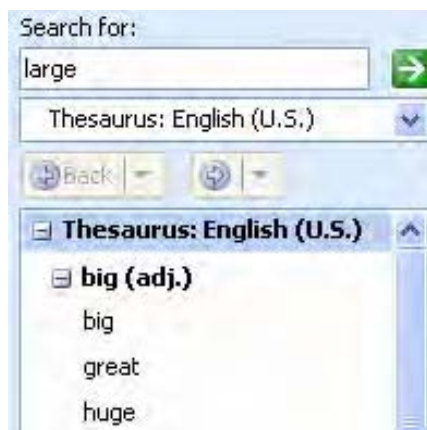 Search for:
large
Thesaurus: English (U.S.)
Back
Thesaurus: English (U.S.)
big (adj.)
big
great
huge